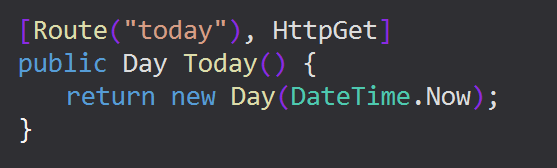 [Route("today"), HttpGet]
public Day Today() {
return new Day(DateTime.Now);
}